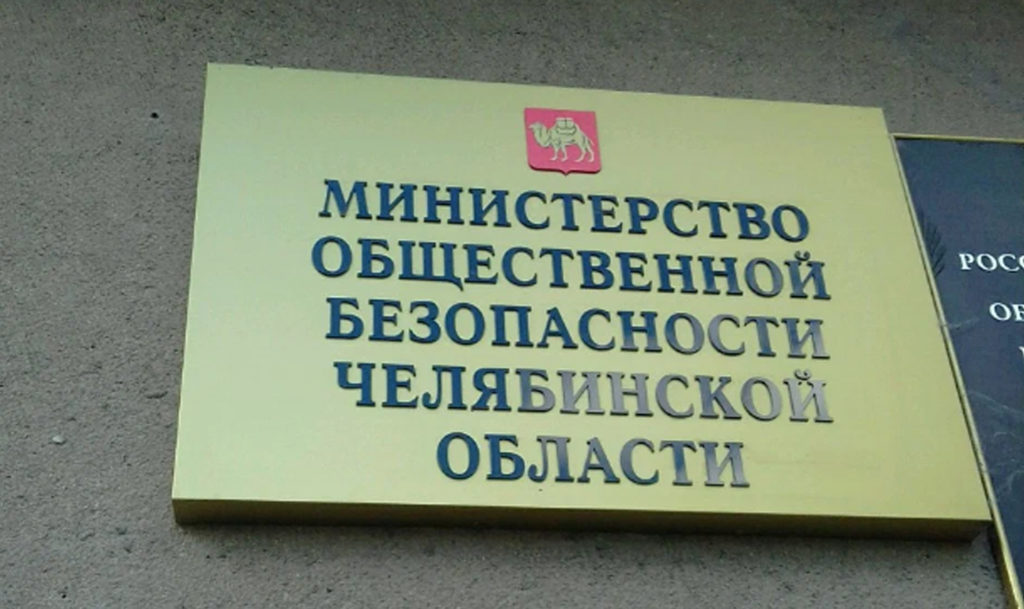 МИНИСТЕРСТВО
ОБЩЕСТВЕННОЙ
БЕЗОПАСНОСТИ
ЧЕЛЯБИНСКОЙ
ОБЛАСТИ